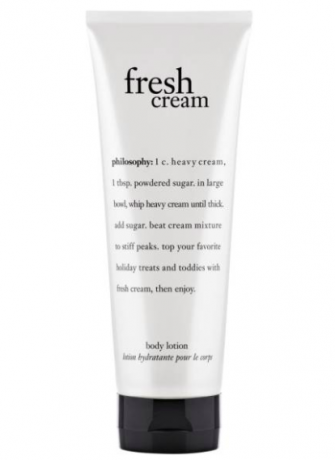 fresh
cream
philosophy: 1 c. heavy cream,
1 tbsp. powdered sugar. in large
bowl, whip heavy cream until thick.
add sugar. beat cream mixture
to stiff peaks. top your favorite
holiday treats and toddies with
fresh cream, then enjoy.
body lotion
lotion hydratante pour le corps